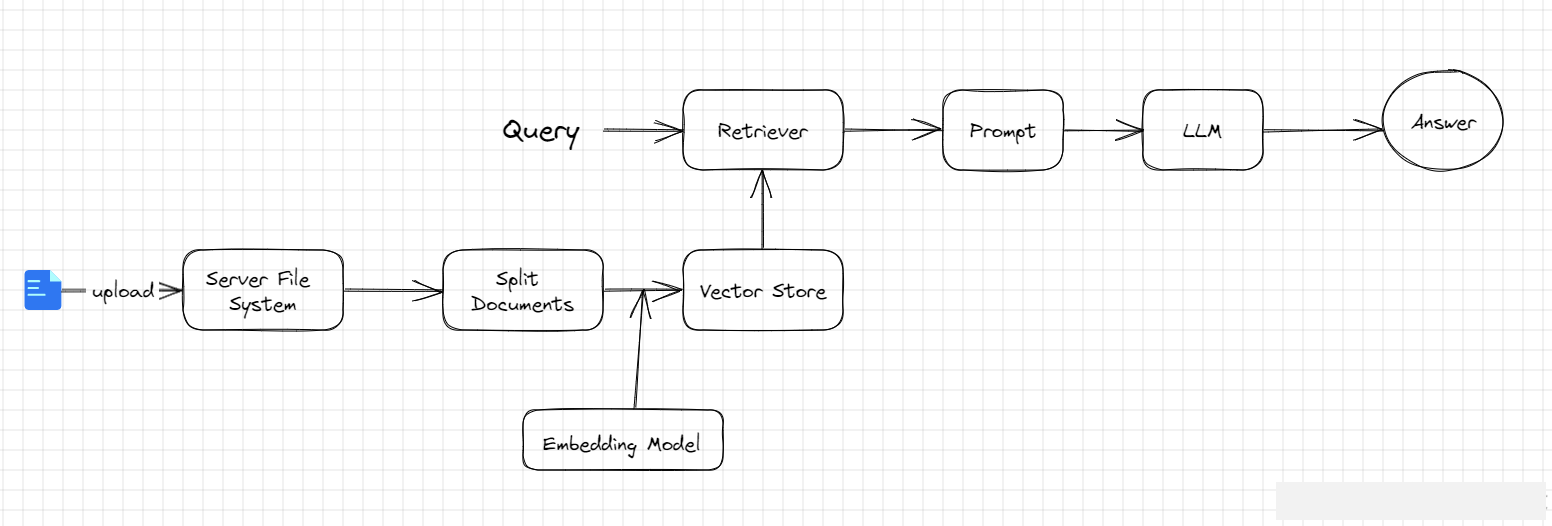 Query
Retriever
Prompt
LLM
Answer
upload
Server File
System
Split
Documents
Vector Store
Embedding Model